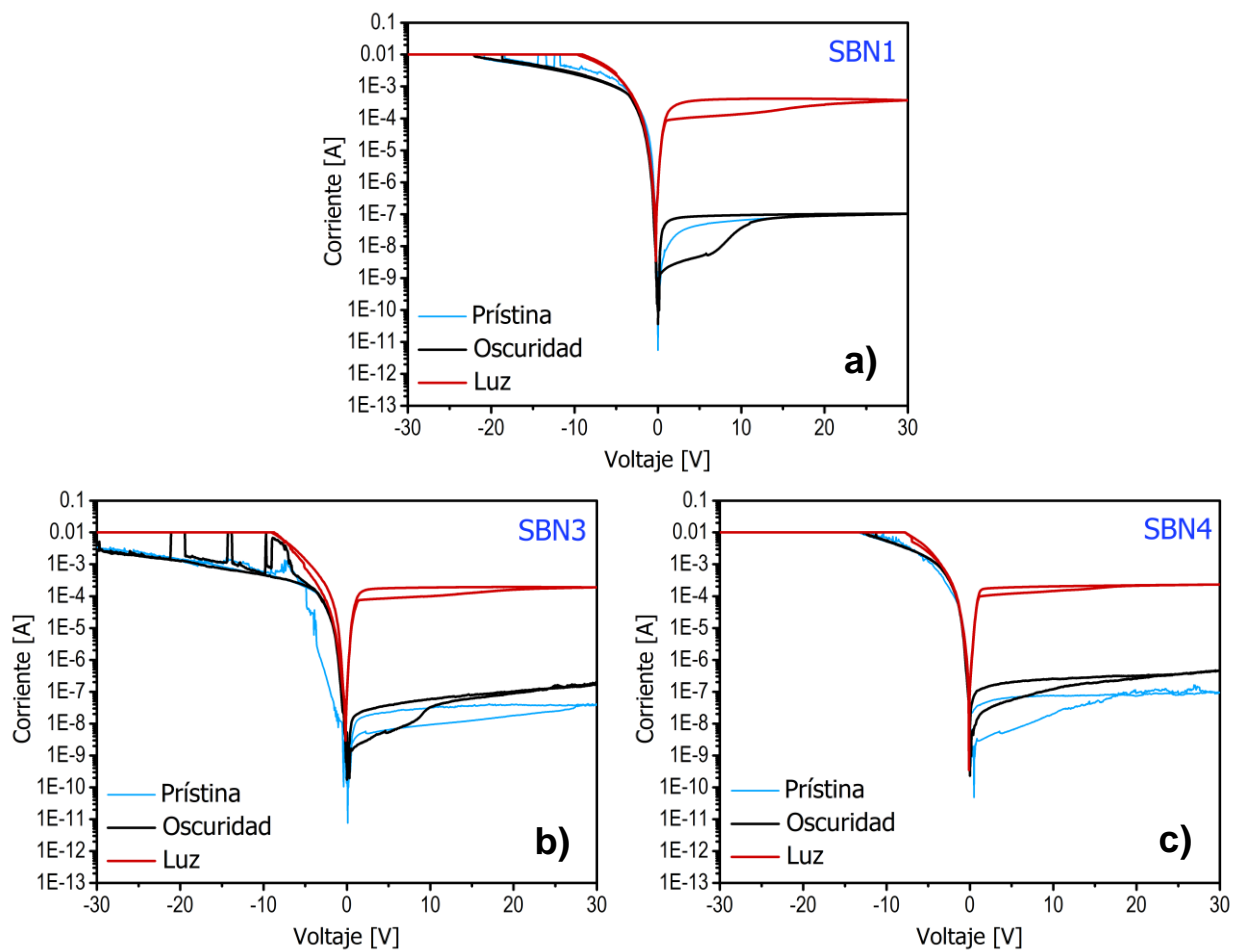 0.1
0.01
1E-3
1E-4
1E-5
1E-6
1E-7
1E-8
1E-9
1E-10
1E-11
1E-12
1E-13
Corriente [A]
SBN1
Prístina
Oscuridad
Luz
a)
-30 -20 -10 0 10 20 30
Voltaje [V]
0.1
0.01
1E-3
1E-4
1E-5
1E-6
1E-7
1E-8
1E-9
1E-10
1E-11
1E-12
1E-13
Corriente [A]
SBN3
Prístina
Oscuridad
Luz
b)
-30 -20 -10 0 10 20 30
Voltaje [V]
0.1
0.01
1E-3
1E-4
1E-5
1E-6
1E-7
1E-8
1E-9
1E-10
1E-11
1E-12
1E-13
Corriente [A]
SBN4
Prístina
Oscuridad
Luz
c)
-30 -20 -10 0 10 20 30
Voltaje [V]